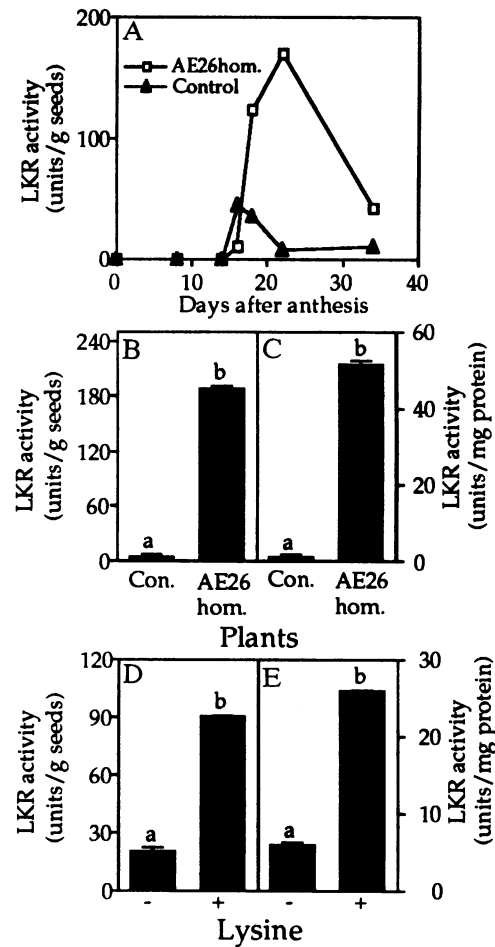 A
AE26hom.
Control
LKR activity
(units/g seeds)
200
100
0
0 10 20 30 40
Days after anthesis
B
LKR activity
(units/g seeds)
240
180
120
60
0
a
b
Con. AE26
hom.
C
a
b
Con. AE26
hom.
60
40
20
0
LKR activity
(units/mg protein)
Plants
D
LKR activity
(units/g seeds)
120
90
60
30
0
a
b
- +
E
a
b
- +
30
20
10
0
LKR activity
(units/mg protein)
Lysine